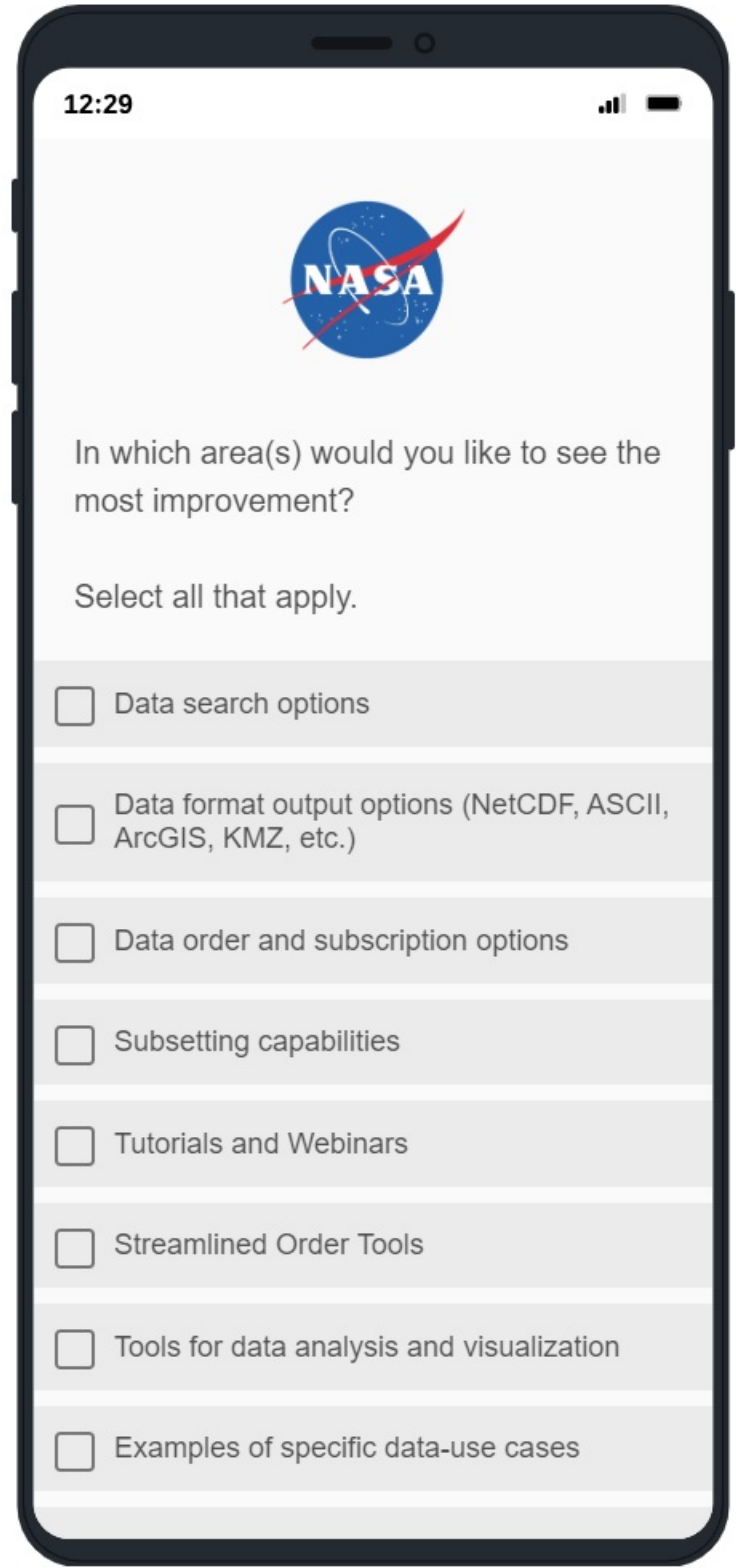 12:29
NASA
In which area(s) would you like to see the
most improvement?
Select all that apply.
Data search options
Data format output options (NetCDF, ASCII,
ArcGIS, KMZ, etc.)
Data order and subscription options
Subsetting capabilities
Tutorials and Webinars
Streamlined Order Tools
Tools for data analysis and visualization
Examples of specific data-use cases